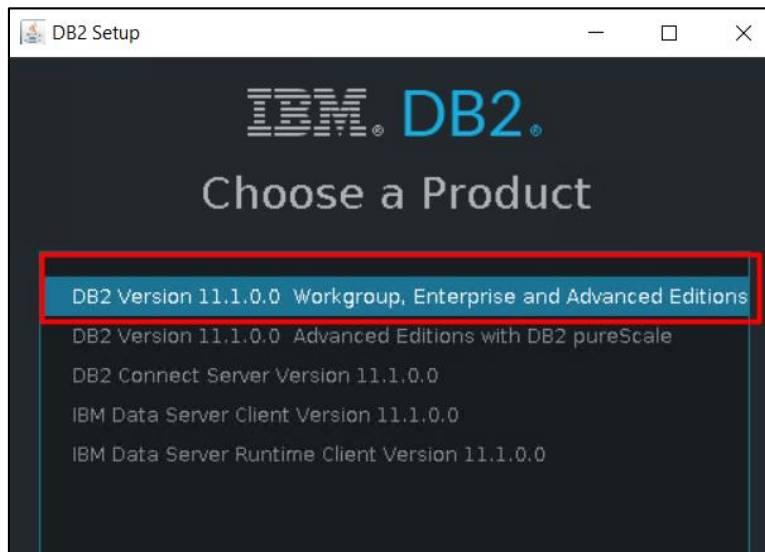 DB2 Setup
IBM® DB2®
Choose a Product
DB2 Version 11.1.0.0 Workgroup, Enterprise and Advanced Editions
DB2 Version 11.1.0.0 Advanced Editions with DB2 pureScale
DB2 Connect Server Version 11.1.0.0
IBM Data Server Client Version 11.1.0.0
IBM Data Server Runtime Client Version 11.1.0.0